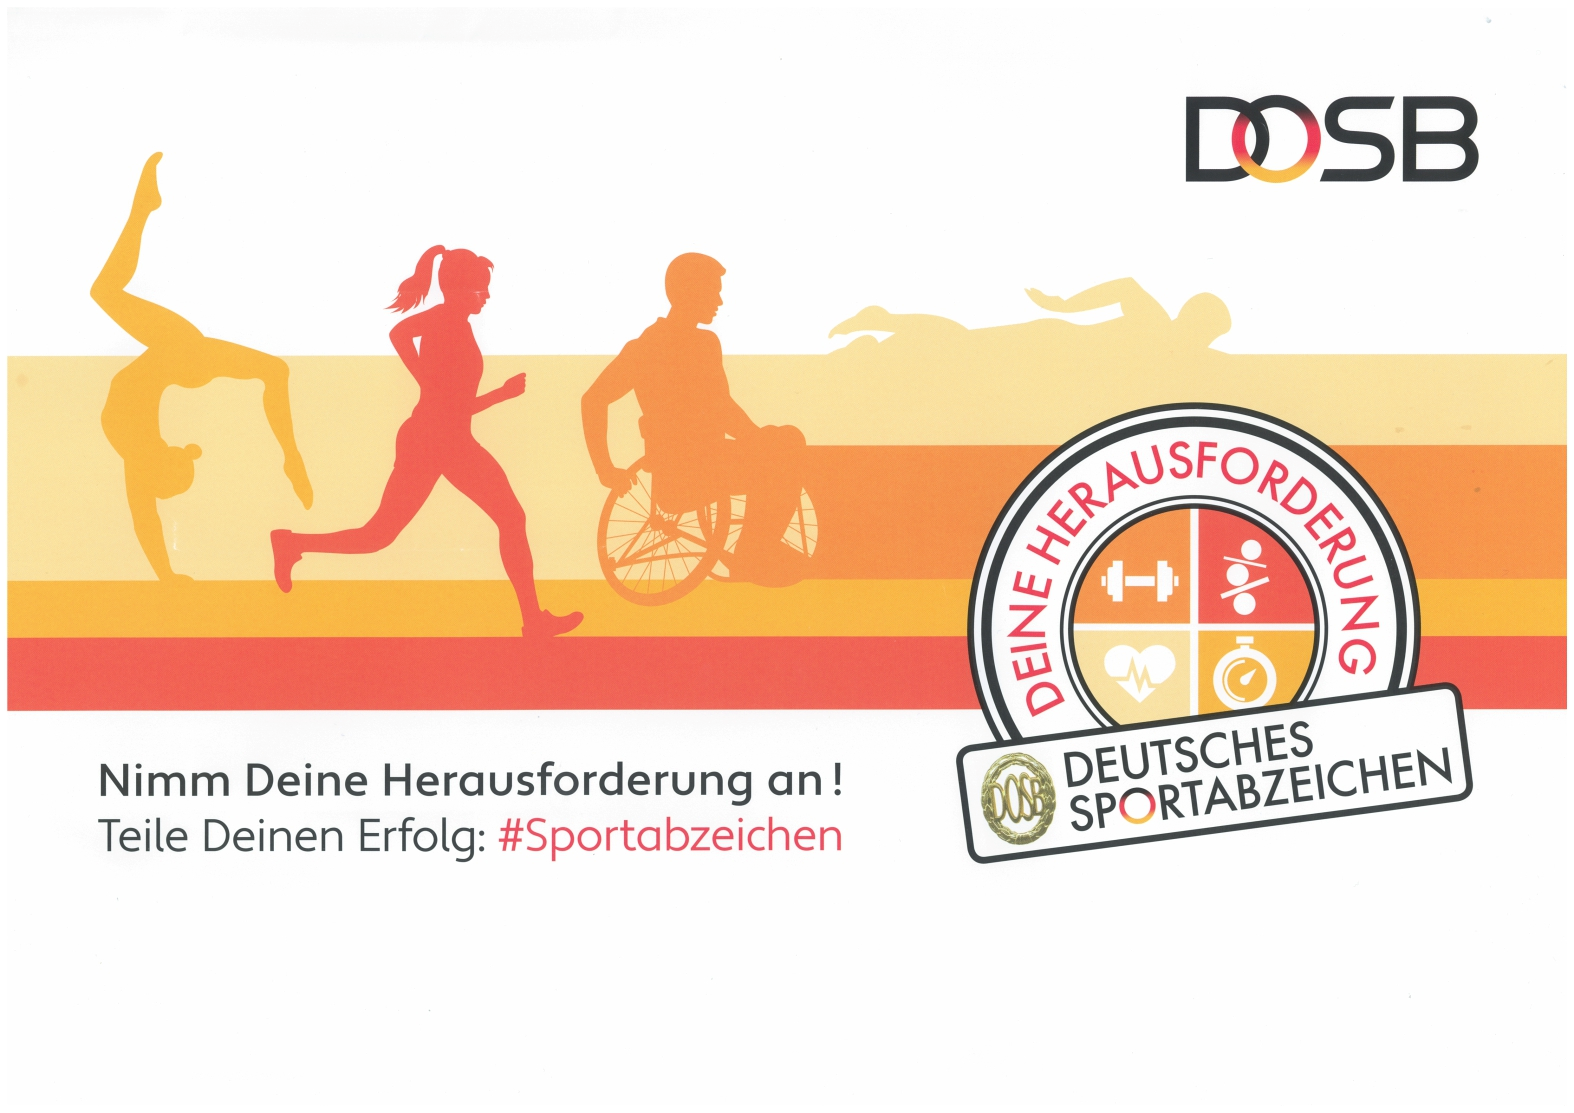 DOSB
DEINE HERAUSFORDERUNG
DOSB
DEUTSCHES
SPORTABZEICHEN
Nimm Deine Herausforderung an!
Teile Deinen Erfolg: #Sportabzeichen